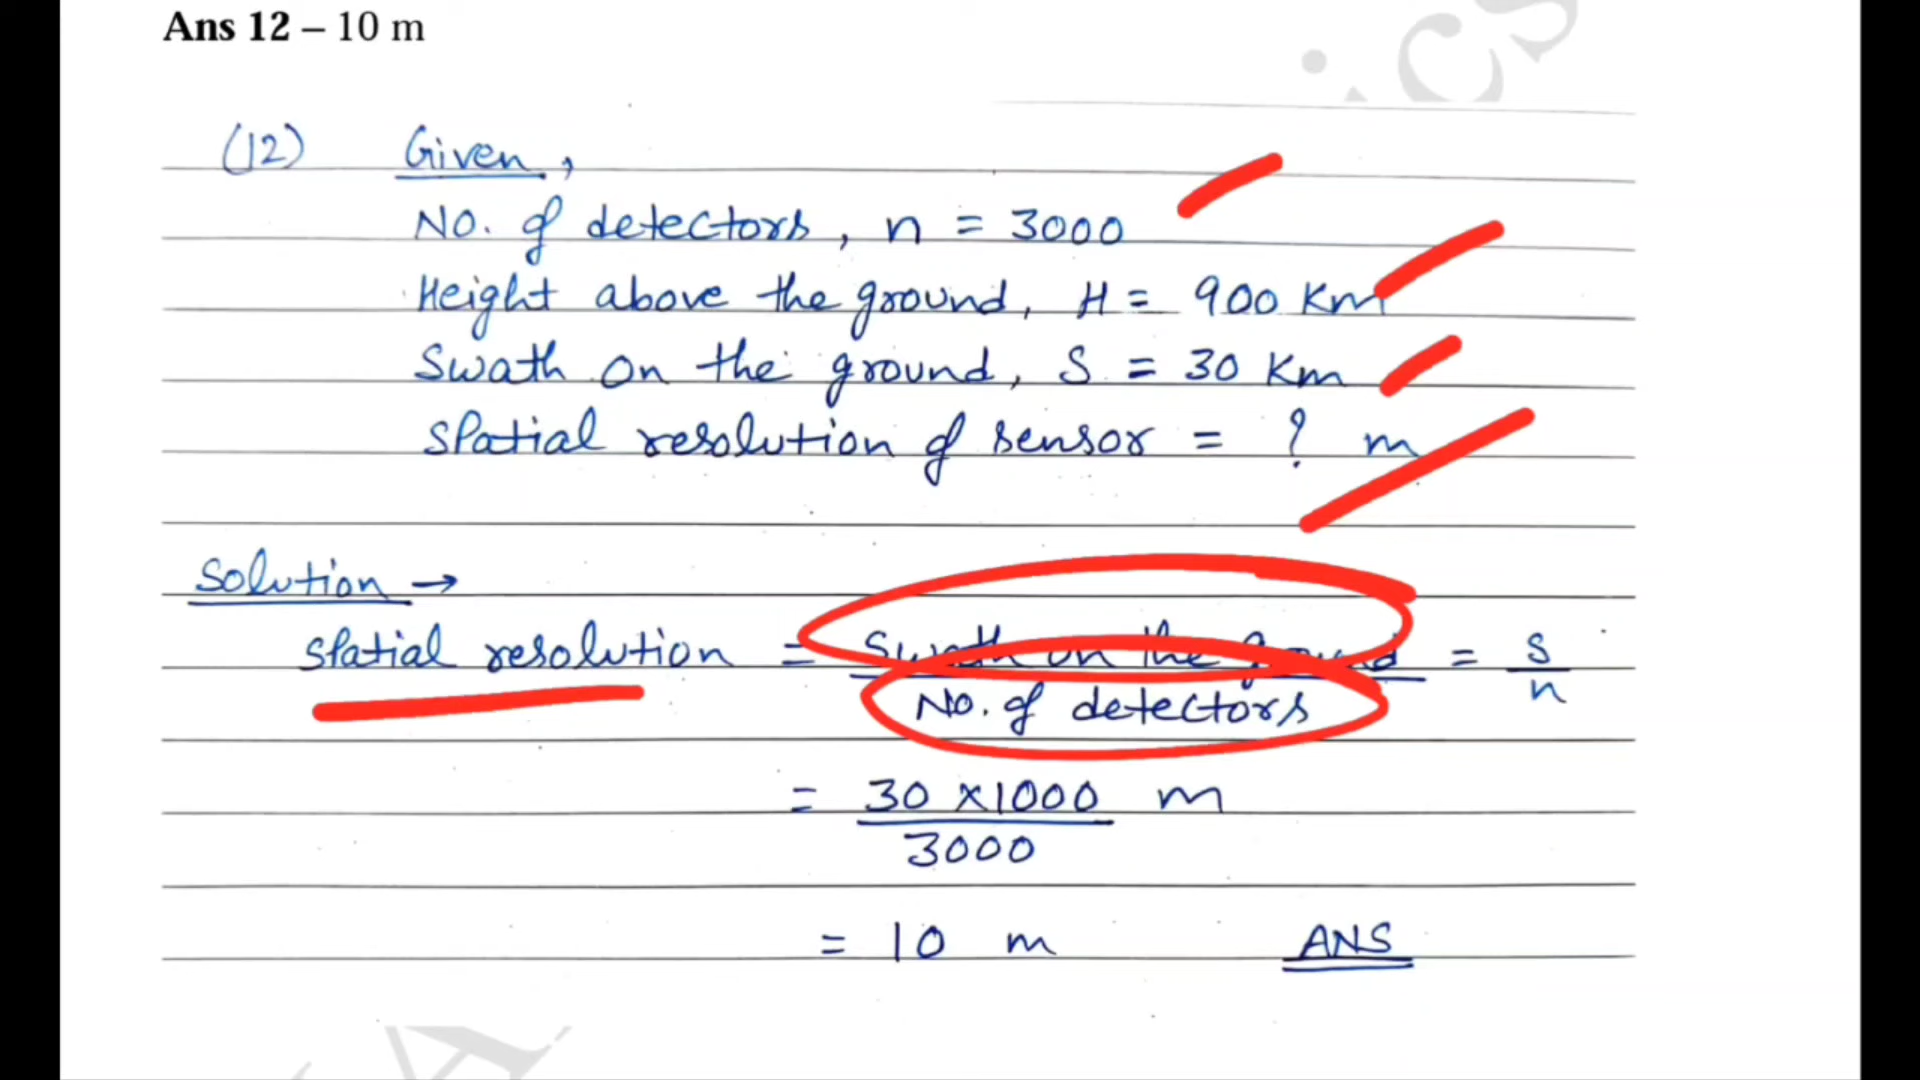 Ans 12 – 10 m
ics
(12) Given,
No. of detectors, n = 3000
Height above the ground, H = 900 Km
Swath on the ground, S = 30 Km
Spatial resolution of sensor = ? m
Solution →
Spatial resolution = Swath on the ground / No. of detectors = S / n
= 30 × 1000 / 3000 m
= 10 m ANS
A